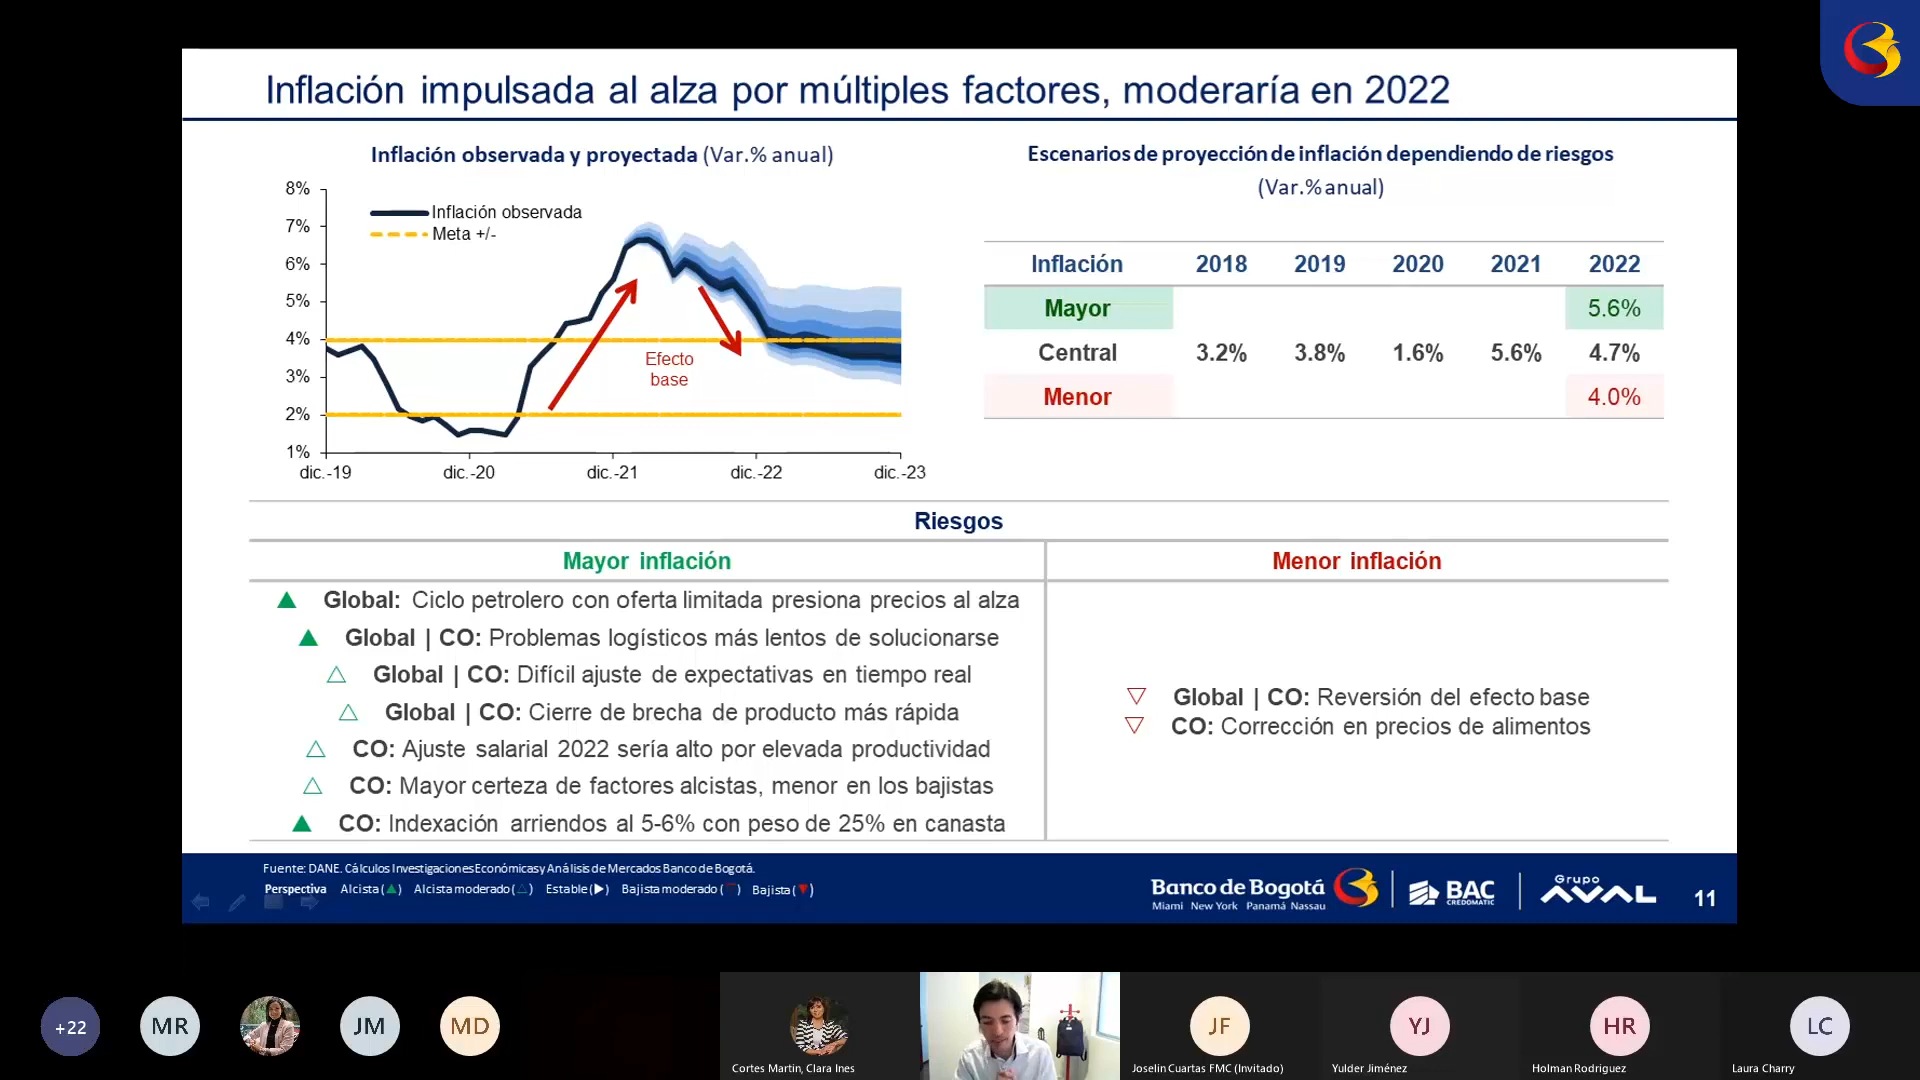 Inflación impulsada al alza por múltiples factores, moderaría en 2022
Inflación observada y proyectada (Var.% anual)
8%
7%
6%
5%
4%
3%
2%
1%
Inflación observada
Meta +/-
Efecto
base
dic.-19 dic.-20 dic.-21 dic.-22 dic.-23
Escenarios de proyección de inflación dependiendo de riesgos
(Var.% anual)
Inflación 2018 2019 2020 2021 2022
Mayor 5.6%
Central 3.2% 3.8% 1.6% 5.6% 4.7%
Menor 4.0%
Riesgos
Mayor inflación
▲ Global: Ciclo petrolero con oferta limitada presiona precios al alza
▲ Global | CO: Problemas logísticos más lentos de solucionarse
△ Global | CO: Difícil ajuste de expectativas en tiempo real
△ Global | CO: Cierre de brecha de producto más rápida
△ CO: Ajuste salarial 2022 sería alto por elevada productividad
△ CO: Mayor certeza de factores alcistas, menor en los bajistas
▲ CO: Indexación arriendos al 5-6% con peso de 25% en canasta
Menor inflación
▽ Global | CO: Reversión del efecto base
▽ CO: Corrección en precios de alimentos
Fuente: DANE. Cálculos Investigaciones Económicas y Análisis de Mercados Banco de Bogotá.
Perspectiva Alcista (▲) Alcista moderado (△) Estable (▶) Bajista moderado (▽) Bajista (▼)
Banco de Bogotá
Miami New York Panamá Nassau
BAC
CREDOMATIC
Grupo
AVAL
11
+22
MR
JM
MD
JF
YJ
HR
LC
Cortes Martin, Clara Ines
Joselin Cuartas FMC (Invitado)
Yulder Jiménez
Holman Rodriguez
Laura Charry